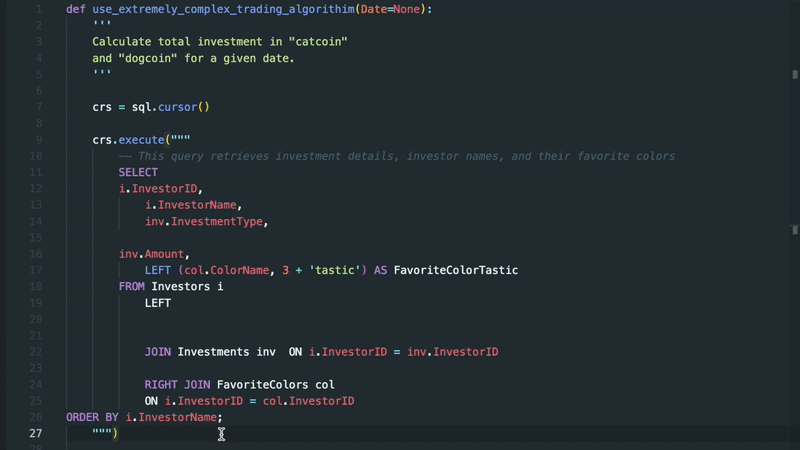 1 def use_extremely_complex_trading_algorithim(Date=None):
2 '''
3 Calculate total investment in "catcoin"
4 and "dogcoin" for a given date.
5 '''
6
7 crs = sql.cursor()
8
9 crs.execute("""
10 -- This query retrieves investment details, investor names, and their favorite colors
11 SELECT
12 i.InvestorID,
13 i.InvestorName,
14 inv.InvestmentType,
15
16 inv.Amount,
17 LEFT (col.ColorName, 3 + 'tastic') AS FavoriteColorTastic
18 FROM Investors i
19 LEFT
20
21
22 JOIN Investments inv  ON i.InvestorID = inv.InvestorID
23
24 RIGHT JOIN FavoriteColors col
25 ON i.InvestorID = col.InvestorID
26 ORDER BY i.InvestorName;
27 """)
28